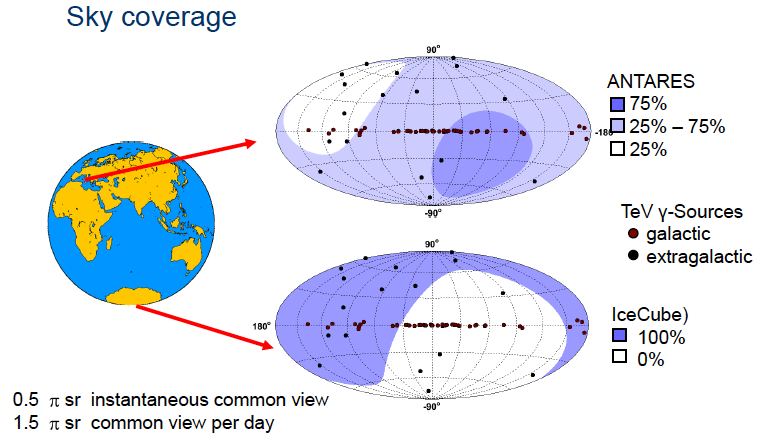 Sky coverage
90°
-180
-90°
ANTARES
75%
25% – 75%
25%
TeV γ-Sources
galactic
extragalactic
90°
180°
-90°
IceCube)
100%
0%
0.5 π sr instantaneous common view
1.5 π sr common view per day